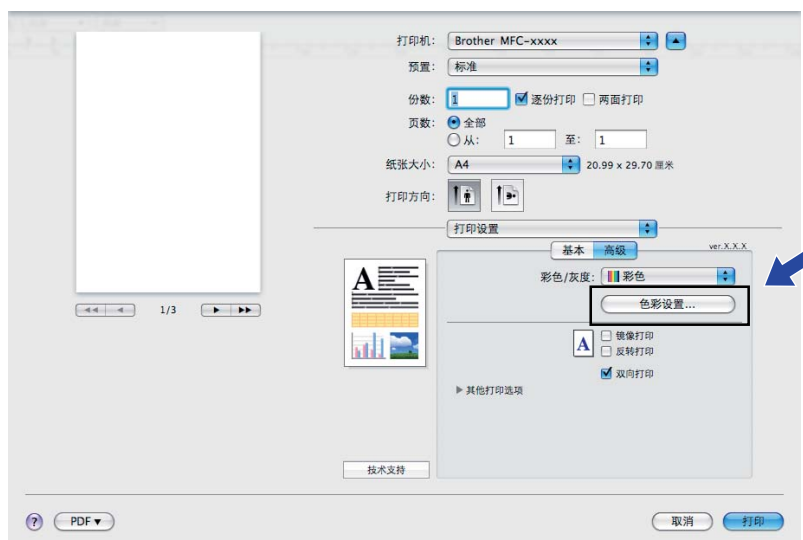 打印机: Brother MFC-xxxx
预置: 标准
份数: 1 逐份打印 两面打印
页数: 全部
从: 1 至: 1
纸张大小: A4 20.99 x 29.70 厘米
打印方向:
打印设置
基本 高级 ver.X.X.X
彩色/灰度: 彩色
色彩设置...
1/3
A
A 镜像打印
反转打印
双向打印
其他打印选项
技术支持
? PDF 取消 打印